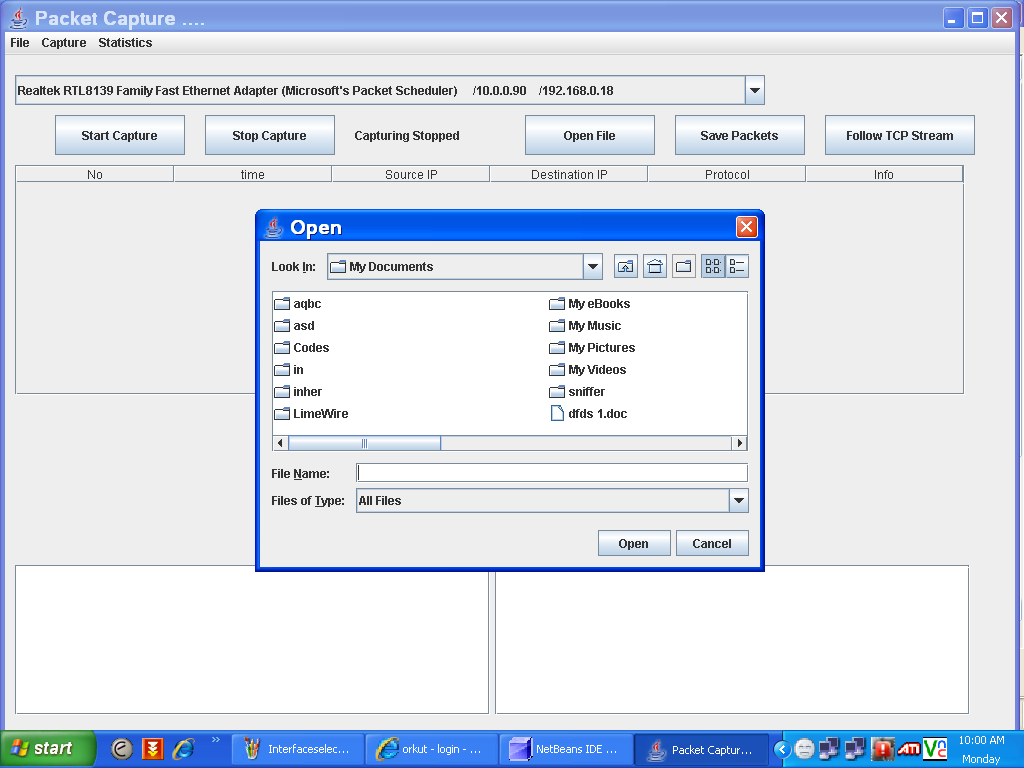 Packet Capture ....
File Capture Statistics
Realtek RTL8139 Family Fast Ethernet Adapter (Microsoft's Packet Scheduler) /10.0.0.90 /192.168.0.18
Start Capture Stop Capture Capturing Stopped Open File Save Packets Follow TCP Stream
No time Source IP Destination IP Protocol Info
Open
Look In: My Documents
aqbc My eBooks
asd My Music
Codes My Pictures
in My Videos
inher sniffer
LimeWire dfds 1.doc
File Name:
Files of Type: All Files
Open Cancel
start Interfaceselec... orkut - login - ... NetBeans IDE ... Packet Captur... 10:00 AM
Monday